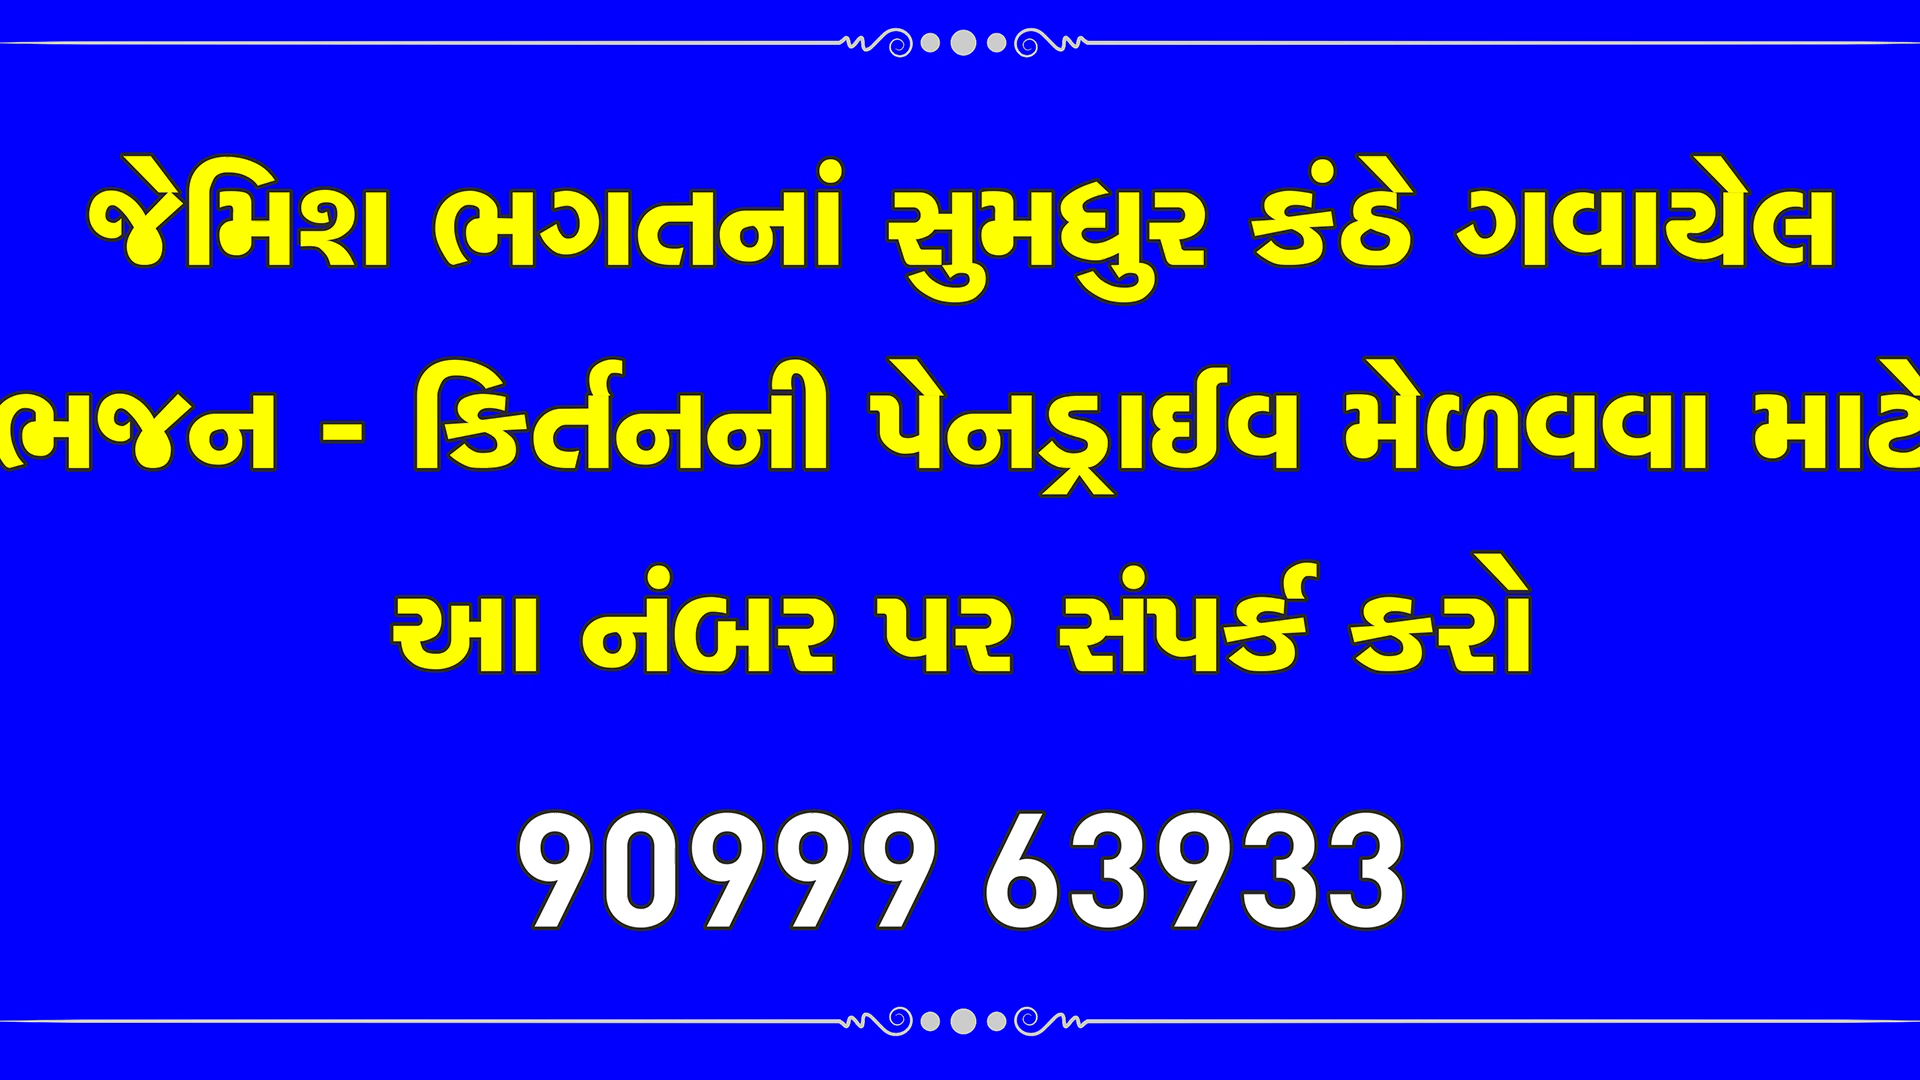 જેમિશ ભગતનાં સુમધુર કંઠે ગવાયેલ
ભજન - કિર્તનની પેનડ્રાઈવ મેળવવા માટે
આ નંબર પર સંપર્ક કરો
90999 63933